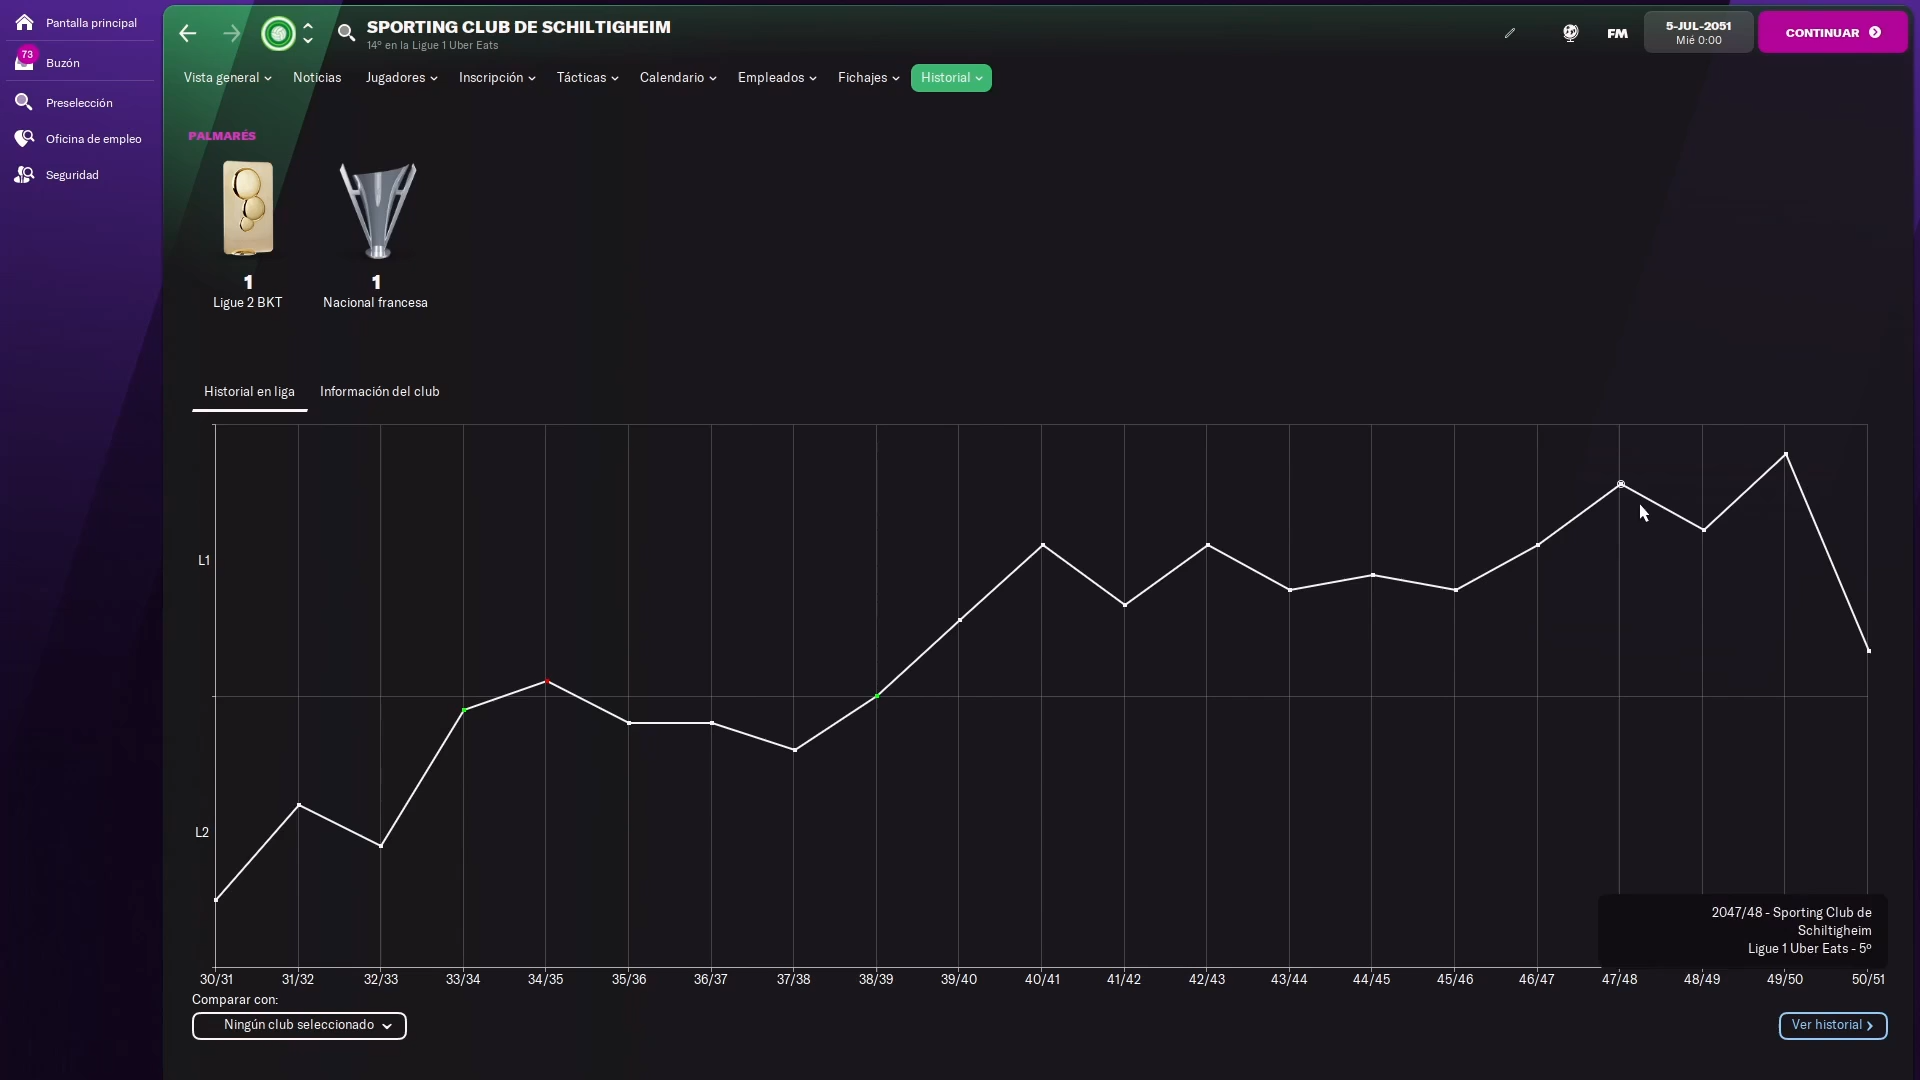 Pantalla principal
73
Buzón
Preselección
Oficina de empleo
Seguridad
SPORTING CLUB DE SCHILTIGHEIM
14º en la Ligue 1 Uber Eats
FM
5-JUL-2051
Mié 0:00
CONTINUAR
Vista general
Noticias
Jugadores
Inscripción
Tácticas
Calendario
Empleados
Fichajes
Historial
PALMARÉS
1
Ligue 2 BKT
1
Nacional francesa
Historial en liga
Información del club
L1
L2
2047/48 - Sporting Club de
Schiltigheim
Ligue 1 Uber Eats - 5º
30/31 31/32 32/33 33/34 34/35 35/36 36/37 37/38 38/39 39/40 40/41 41/42 42/43 43/44 44/45 45/46 46/47 47/48 48/49 49/50 50/51
Comparar con:
Ningún club seleccionado
Ver historial